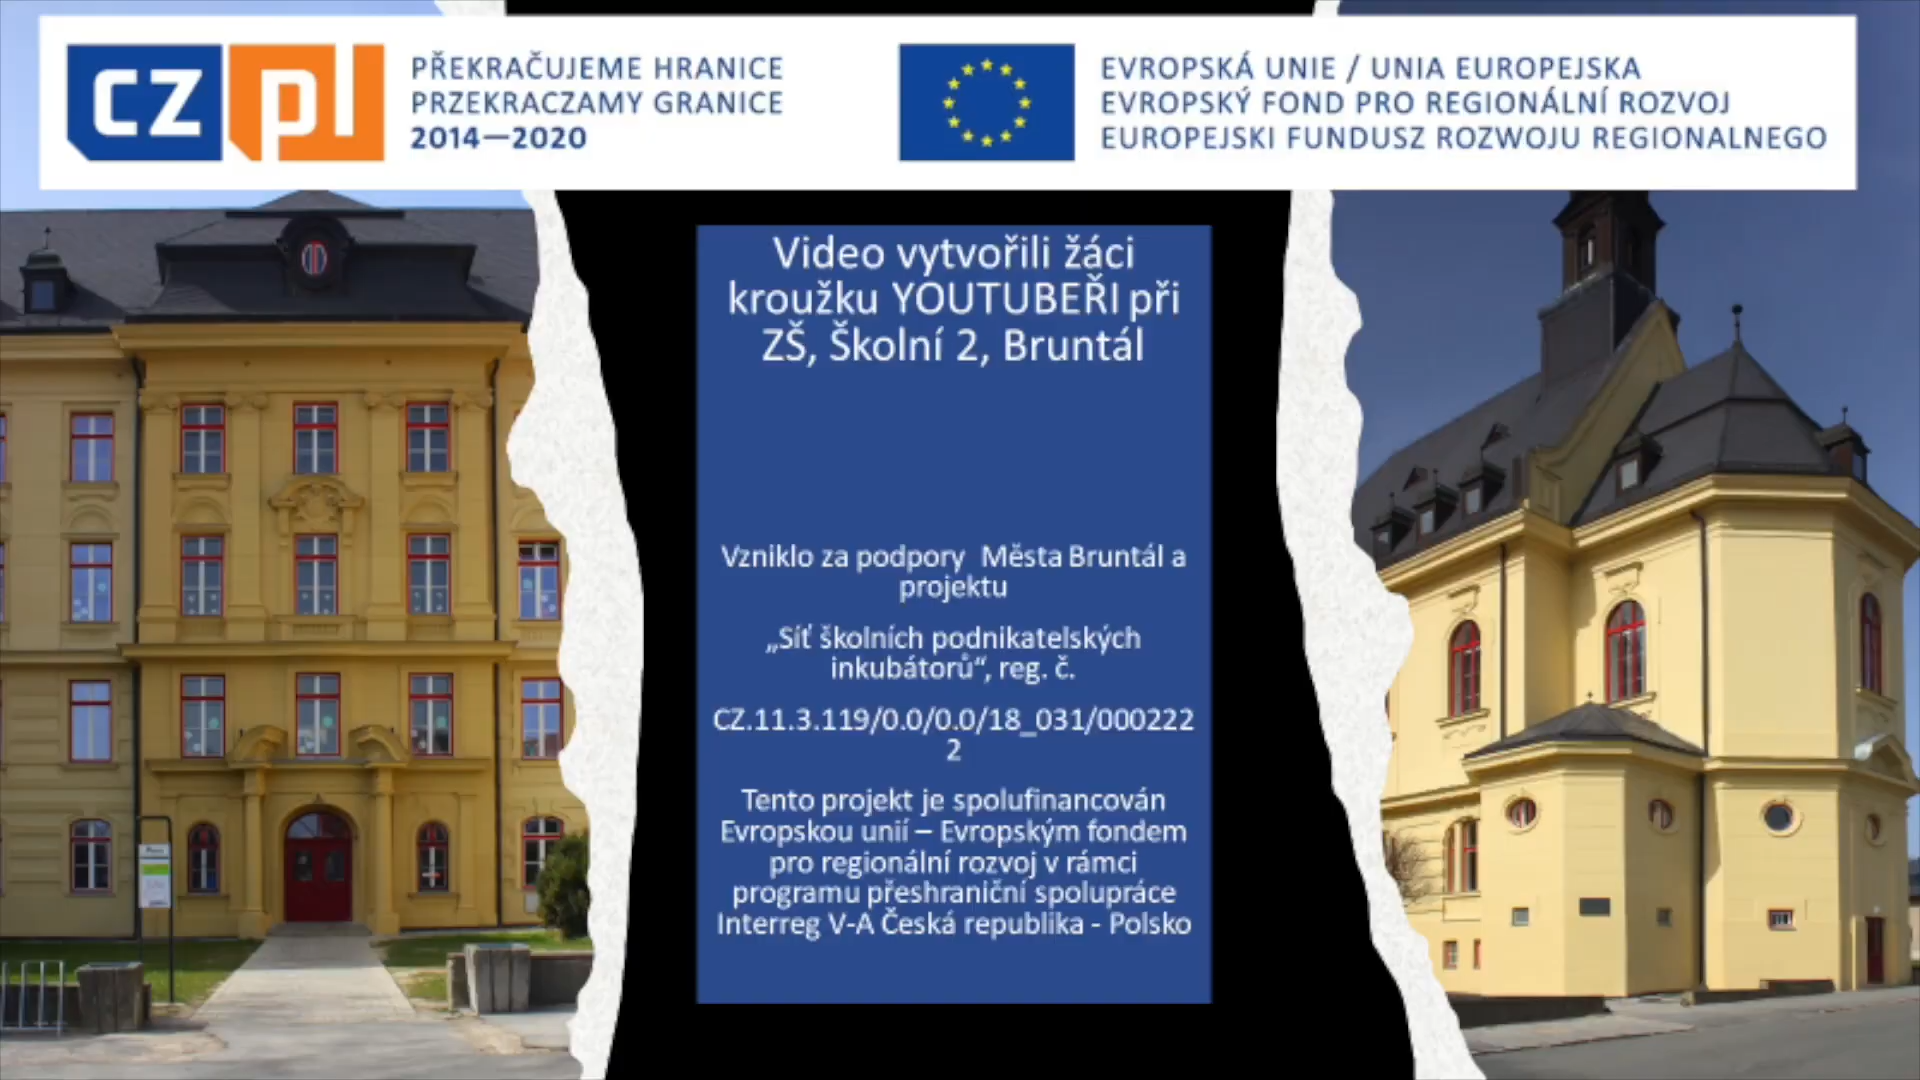 cz pl
PŘEKRAČUJEME HRANICE
PRZEKRACZAMY GRANICE
2014—2020
EVROPSKÁ UNIE / UNIA EUROPEJSKA
EVROPSKÝ FOND PRO REGIONÁLNÍ ROZVOJ
EUROPEJSKI FUNDUSZ ROZWOJU REGIONALNEGO
Video vytvořili žáci
kroužku YOUTUBEŘI při
ZŠ, Školní 2, Bruntál
Vzniklo za podpory Města Bruntál a
projektu
„Síť školních podnikatelských
inkubátorů“, reg. č.
CZ.11.3.119/0.0/0.0/18_031/000222
2
Tento projekt je spolufinancován
Evropskou unií – Evropským fondem
pro regionální rozvoj v rámci
programu přeshraniční spolupráce
Interreg V-A Česká republika - Polsko